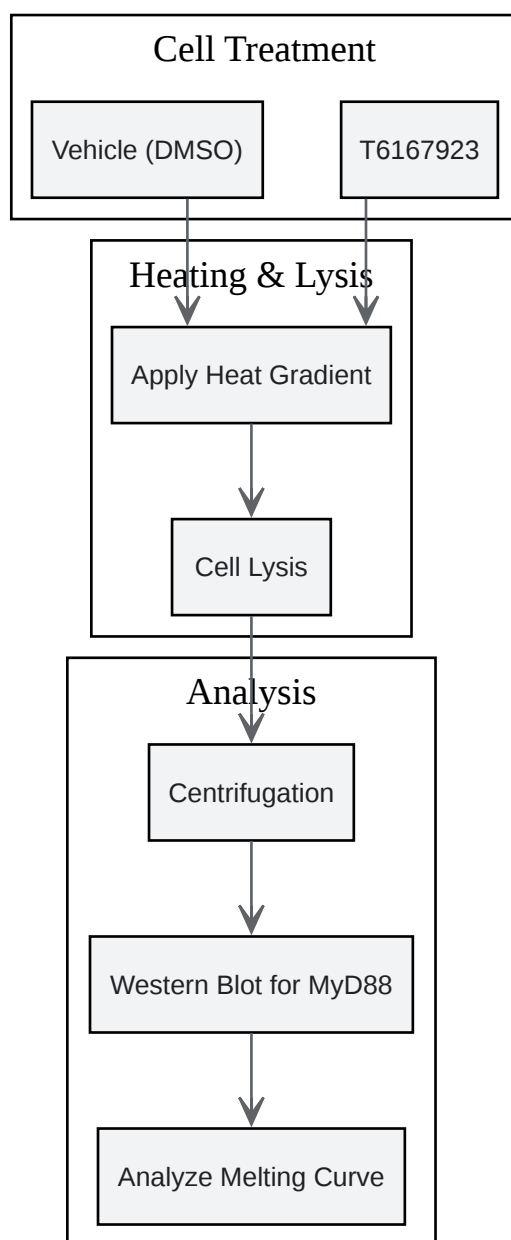 Cell Treatment
Vehicle (DMSO)
T6167923
Heating & Lysis
Apply Heat Gradient
Cell Lysis
Analysis
Centrifugation
Western Blot for MyD88
Analyze Melting Curve